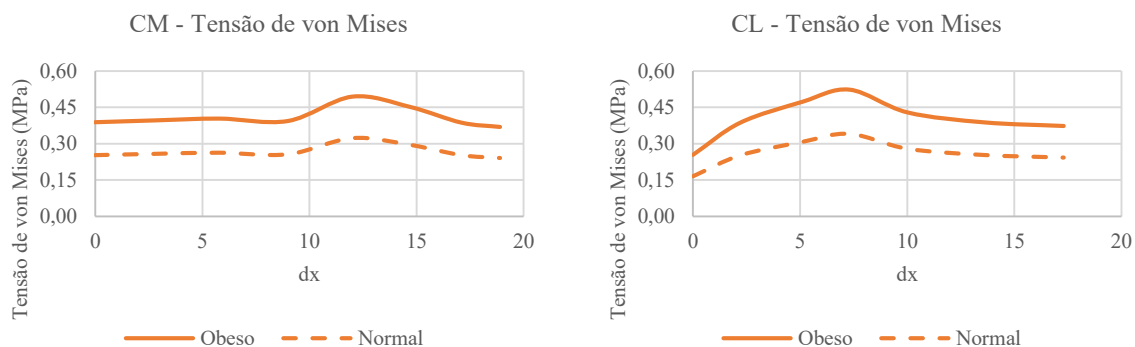 CM - Tensão de von Mises
Tensão de von Mises (MPa)
0,60
0,45
0,30
0,15
0,00
0 5 10 15 20
dx
Obeso Normal
CL - Tensão de von Mises
Tensão de von Mises (MPa)
0,60
0,45
0,30
0,15
0,00
0 5 10 15 20
dx
Obeso Normal